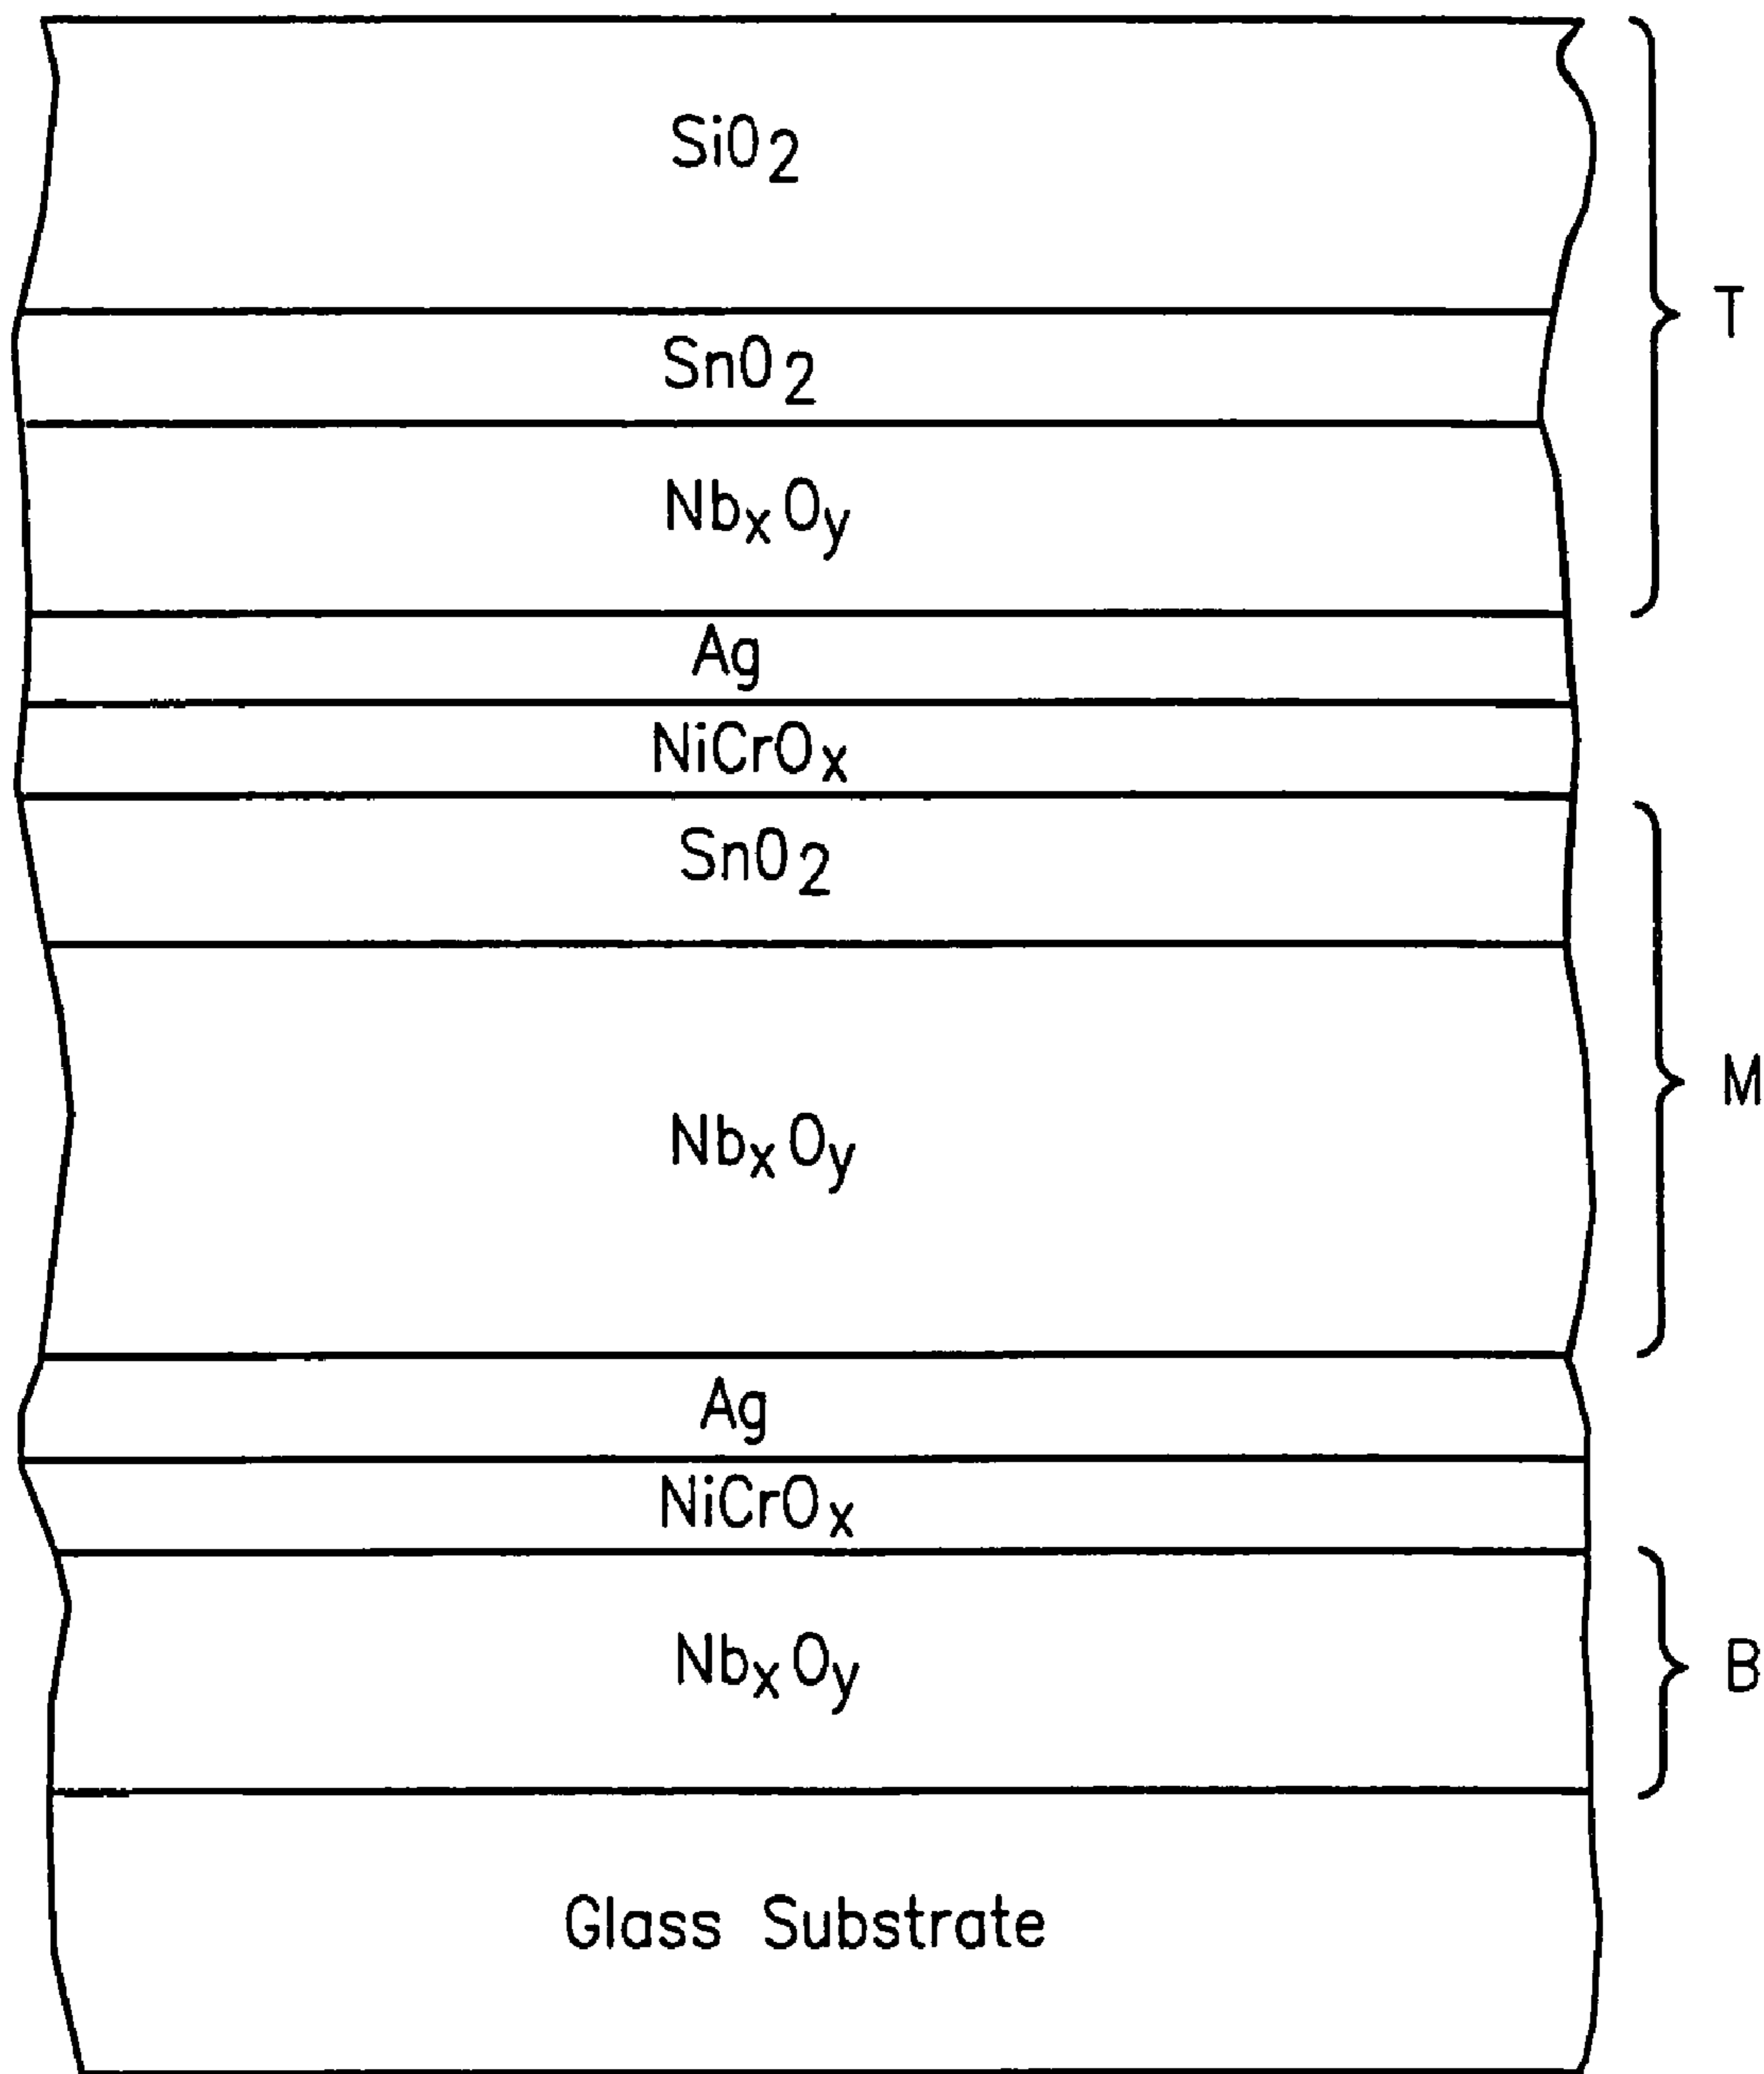 SiO2
T
SnO2
NbxOy
Ag
NiCrOx
SnO2
M
NbxOy
Ag
NiCrOx
NbxOy
B
Glass Substrate